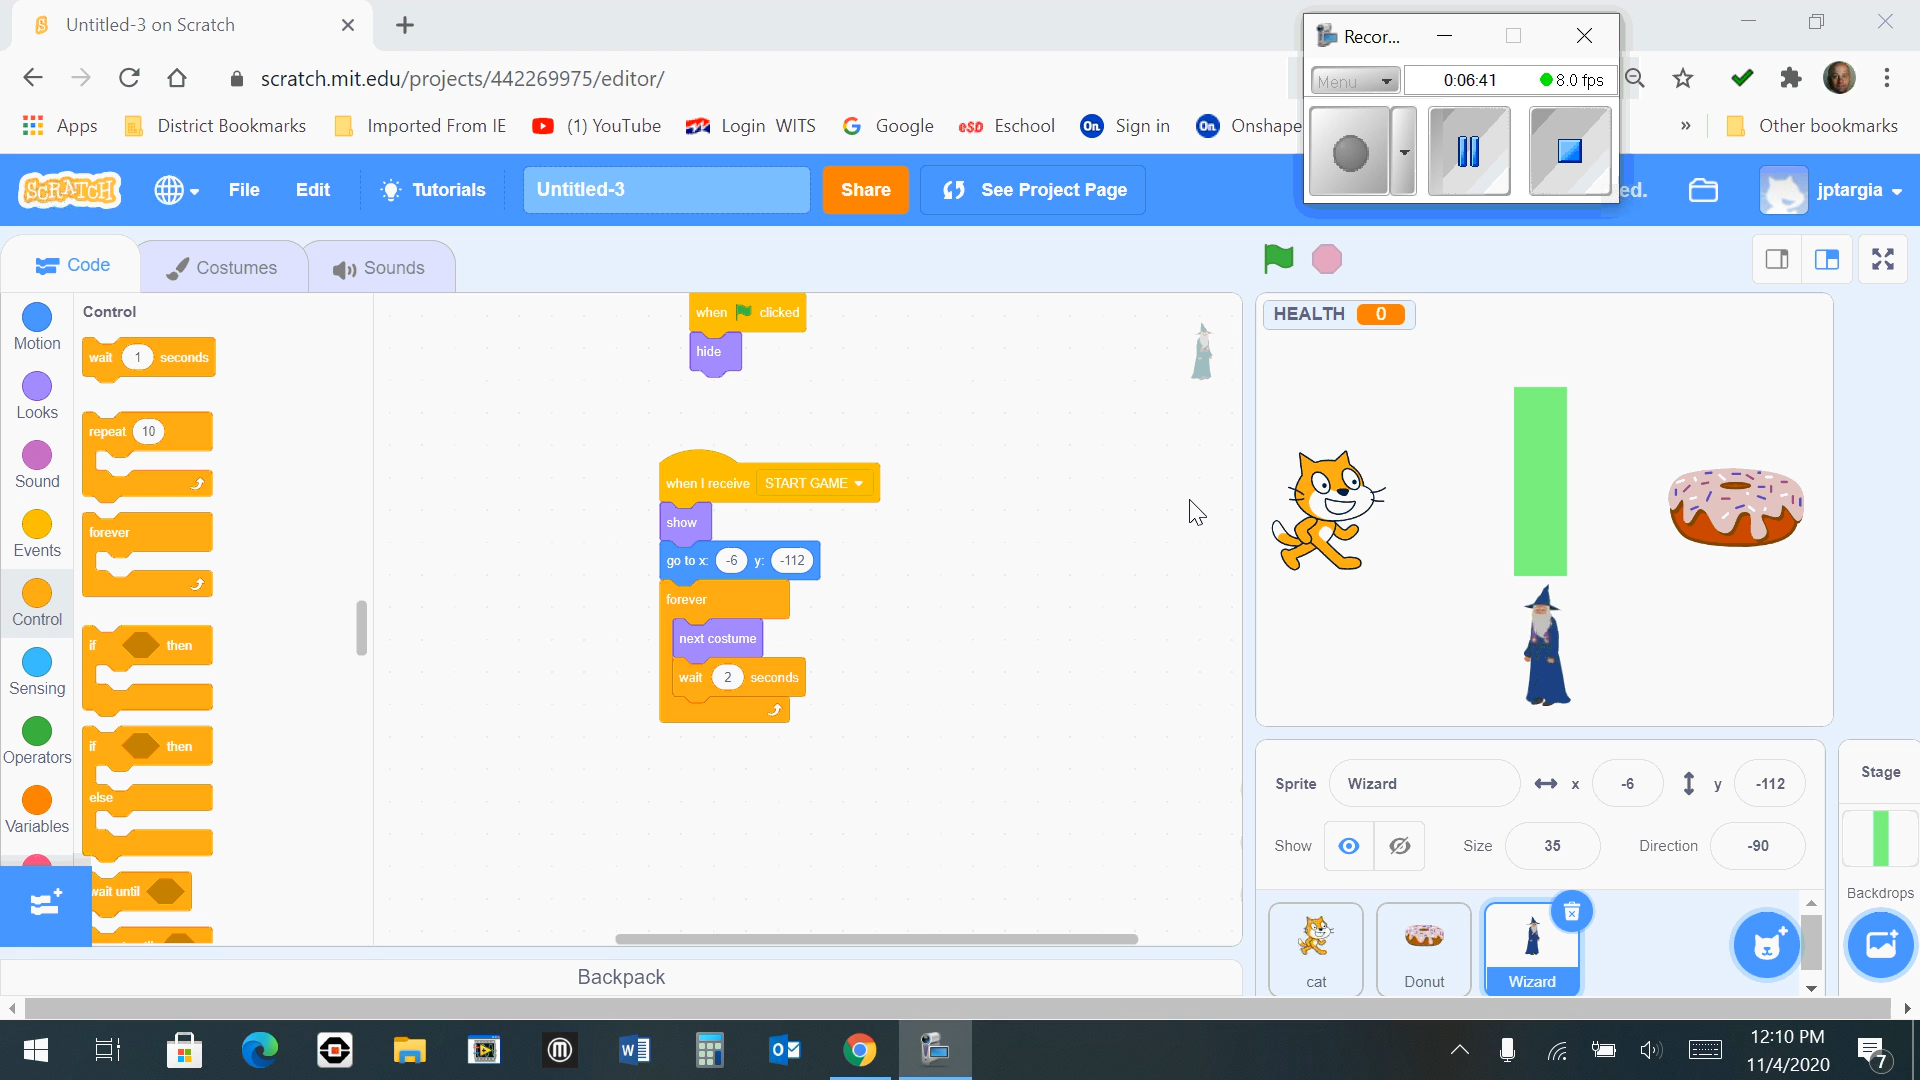 Untitled-3 on Scratch
Recor...
scratch.mit.edu/projects/442269975/editor/
Menu
0:06:41
8.0 fps
Apps
District Bookmarks
Imported From IE
(1) YouTube
Login WITS
Google
eSD Eschool
On Sign in
On Onshape
» Other bookmarks
SCRATCH
File
Edit
Tutorials
Untitled-3
Share
See Project Page
ed.
jptargia
Code
Costumes
Sounds
Motion
Looks
Sound
Events
Control
Sensing
Operators
Variables
Control
wait 1 seconds
repeat 10
forever
if then
if then
else
wait until
when clicked
hide
when I receive START GAME
show
go to x: -6 y: -112
forever
next costume
wait 2 seconds
HEALTH 0
Sprite Wizard x -6 y -112
Show Size 35 Direction -90
cat
Donut
Wizard
Stage
Backdrops
Backpack
12:10 PM
11/4/2020
7